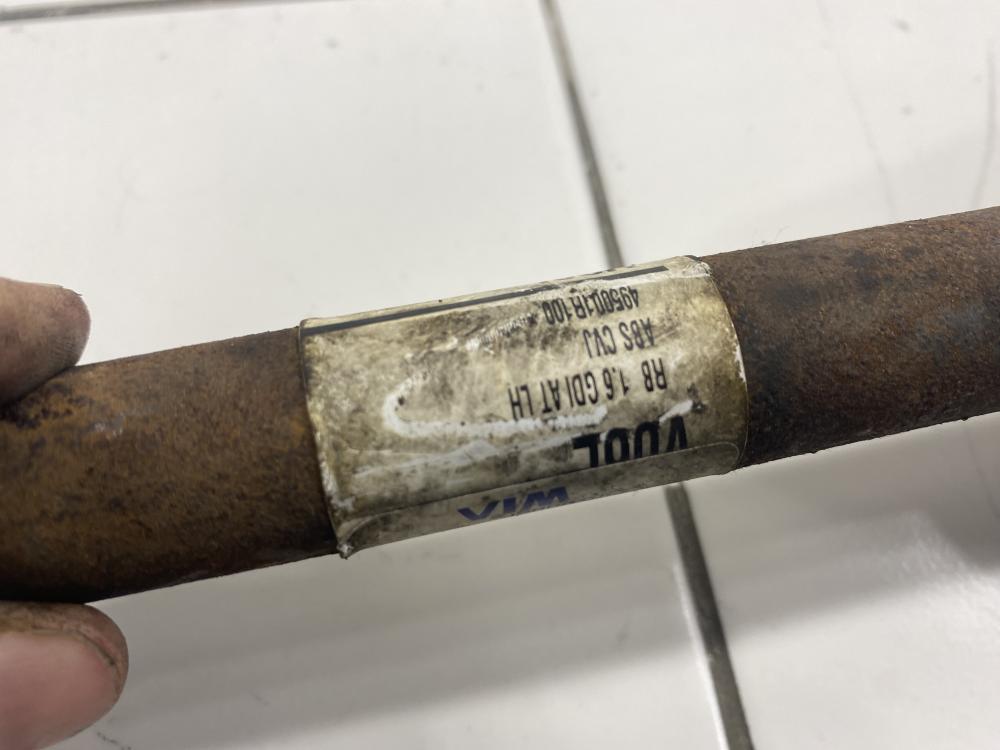 WIA
RB 1.6 GDI AT LH
ABS CVJ
495001R100